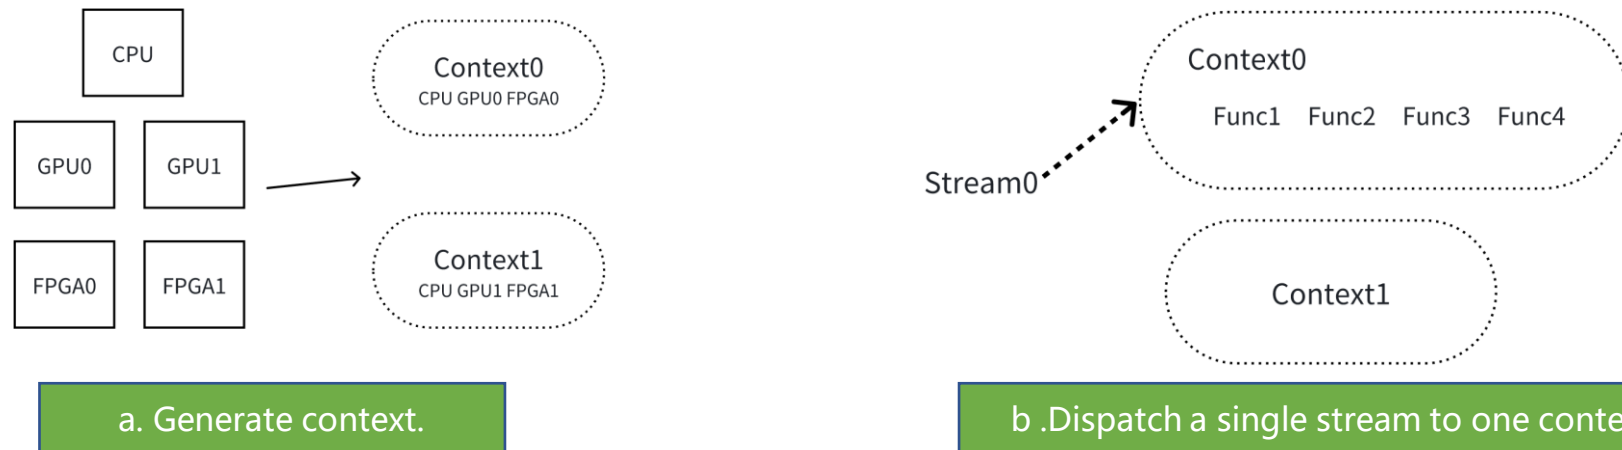 CPU
GPU0
GPU1
FPGA0
FPGA1
Context0
CPU GPU0 FPGA0
Context1
CPU GPU1 FPGA1
a. Generate context.
Context0
Func1 Func2 Func3 Func4
Stream0
Context1
b .Dispatch a single stream to one